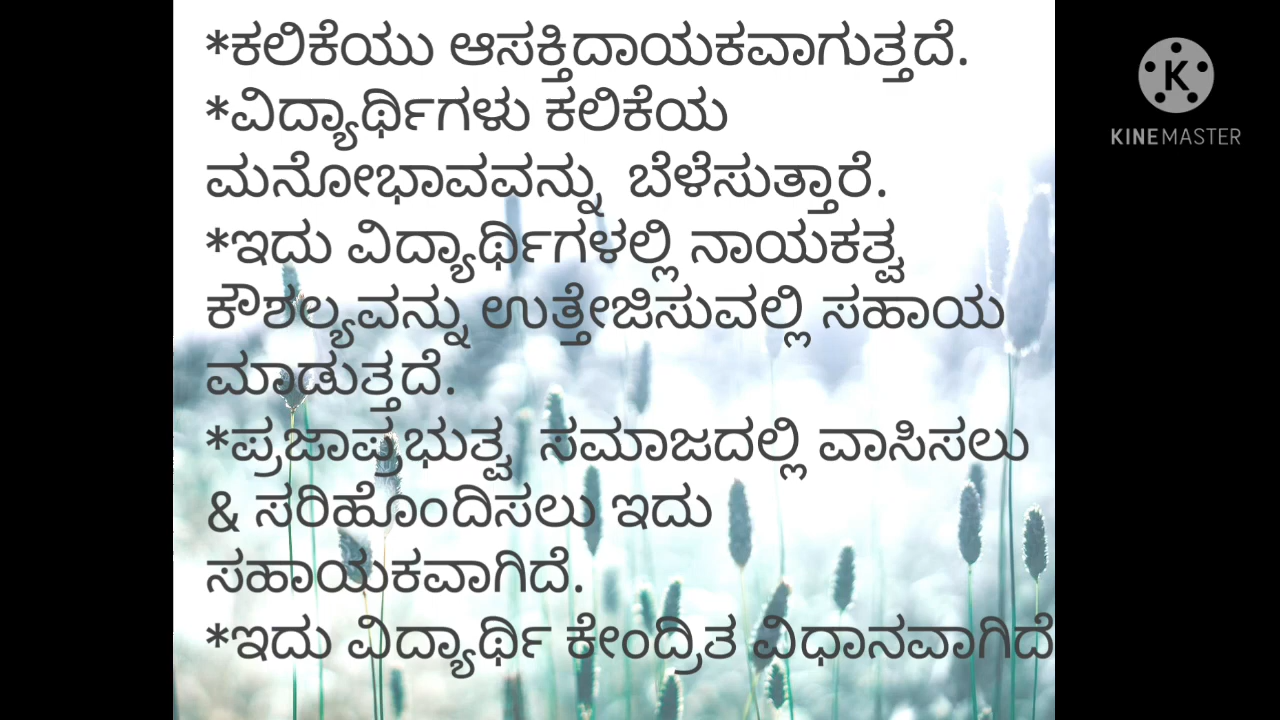 *ಕಲಿಕೆಯು ಆಸಕ್ತಿದಾಯಕವಾಗುತ್ತದೆ.
*ವಿದ್ಯಾರ್ಥಿಗಳು ಕಲಿಕೆಯ
ಮನೋಭಾವವನ್ನು ಬೆಳೆಸುತ್ತಾರೆ.
*ಇದು ವಿದ್ಯಾರ್ಥಿಗಳಲ್ಲಿ ನಾಯಕತ್ವ
ಕೌಶಲ್ಯವನ್ನು ಉತ್ತೇಜಿಸುವಲ್ಲಿ ಸಹಾಯ
ಮಾಡುತ್ತದೆ.
*ಪ್ರಜಾಪ್ರಭುತ್ವ ಸಮಾಜದಲ್ಲಿ ವಾಸಿಸಲು
& ಸರಿಹೊಂದಿಸಲು ಇದು
ಸಹಾಯಕವಾಗಿದೆ.
*ಇದು ವಿದ್ಯಾರ್ಥಿ ಕೇಂದ್ರಿತ ವಿಧಾನವಾಗಿದೆ
K
KINEMASTER